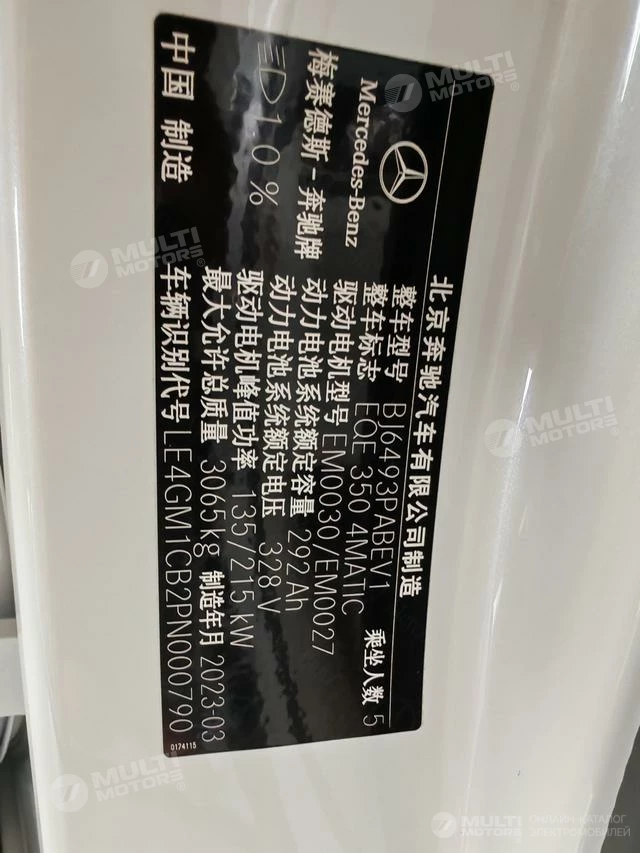 北京奔驰汽车有限公司制造
Mercedes-Benz
梅赛德斯-奔驰牌
10%
中国 制造
整车型号 BJ6493PABEV1
整车标志 EQE 350 4MATIC 乘坐人数 5
驱动电机型号 EM0030/EM0027
动力电池系统额定容量 292Ah
动力电池系统额定电压 328V
驱动电机峰值功率 135/215kW
最大允许总质量 3065kg 制造年月 2023-03
车辆识别代号 LE4GM1CB2PN000790
0174115
MULTI
MOTORS
MULTI
MOTORS
MULTI
MOTORS
MULTI
MOTORS
MULTI
MOTORS
ОНЛАЙН-КАТАЛОГ
ЭЛЕКТРОМОБИЛЕЙ